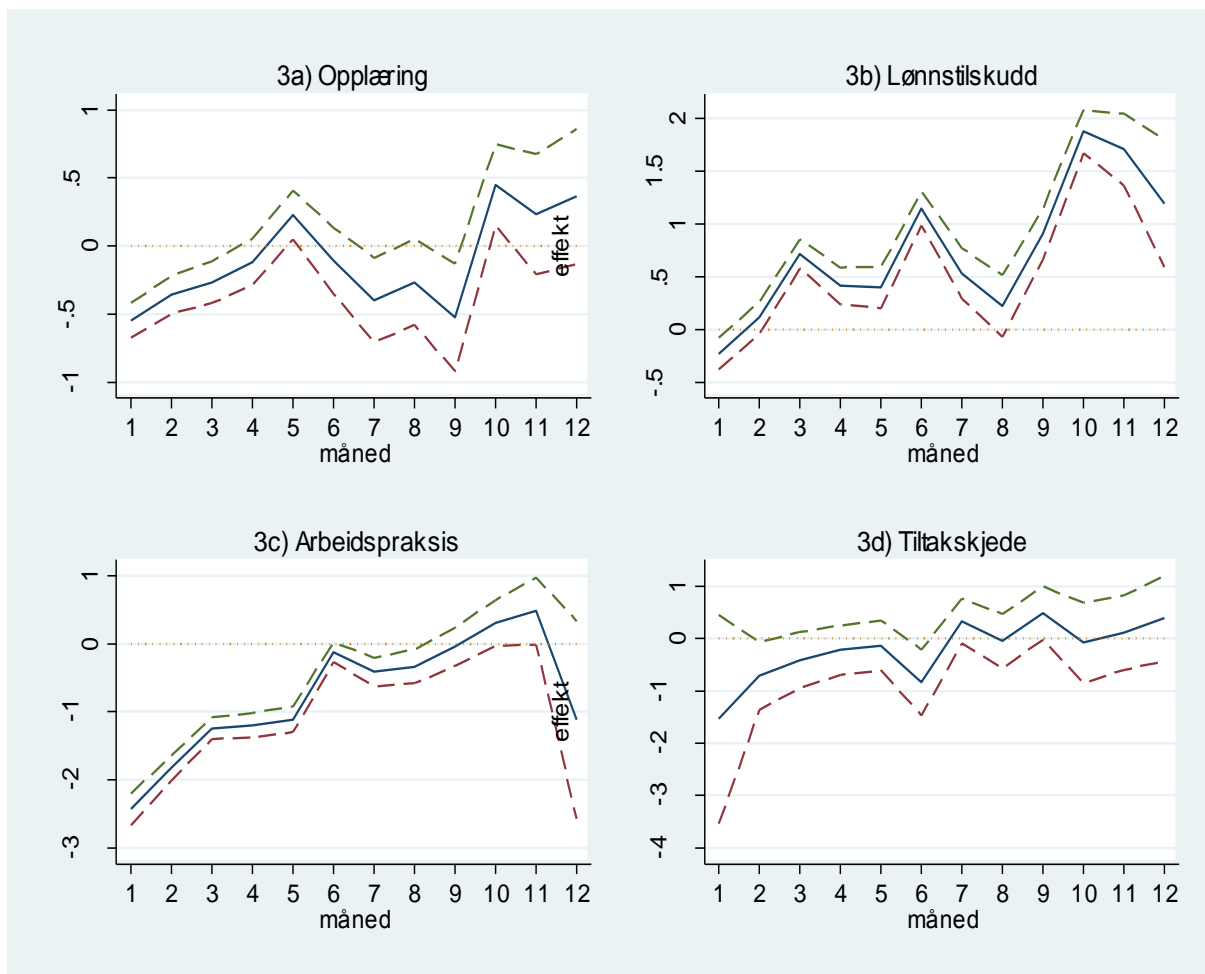 3a) Opplæring
1
.5
0
-.5
-1
effekt
1 2 3 4 5 6 7 8 9 10 11 12
måned
3b) Lønnstilskudd
2
1.5
1
.5
0
-.5
1 2 3 4 5 6 7 8 9 10 11 12
måned
3c) Arbeidspraksis
1
0
-1
-2
-3
effekt
1 2 3 4 5 6 7 8 9 10 11 12
måned
3d) Tiltakskjede
1
0
-1
-2
-3
-4
1 2 3 4 5 6 7 8 9 10 11 12
måned